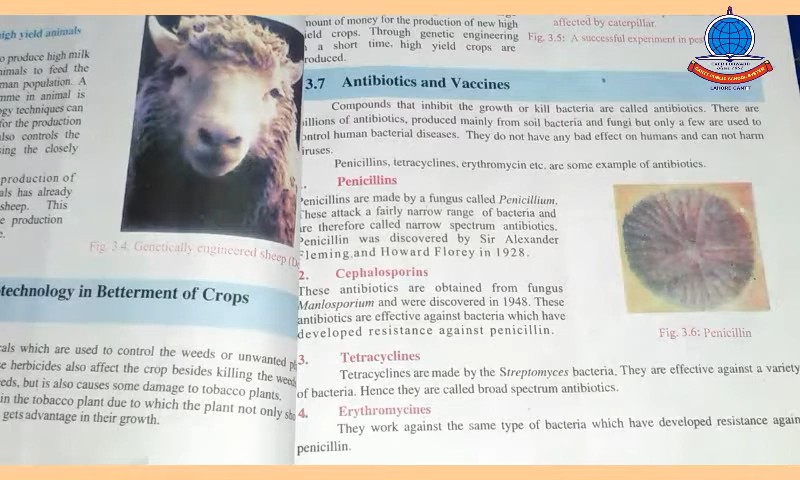 high yield animals
to produce high milk
animals to feed the
man population. A
mme in animal is
gy techniques can
for the production
also controls the
sing the closely
production of
als has already
sheep. This
e production
Fig. 3.4: Genetically engineered sheep
technology in Betterment of Crops
als which are used to control the weeds or unwanted
e herbicides also affect the crop besides killing the
eds, but is also causes some damage to tobacco plants.
in the tobacco plant due to which the plant not only
gets advantage in their growth.
mount of money for the production of new high
ield crops. Through genetic engineering
a short time, high yield crops are
roduced.
affected by caterpillar.
Fig. 3.5: A successful experiment in
3.7 Antibiotics and Vaccines
Compounds that inhibit the growth or kill bacteria are called antibiotics. There are
illions of antibiotics, produced mainly from soil bacteria and fungi but only a few are used to
ontrol human bacterial diseases. They do not have any bad effect on humans and can not harm
iruses.
Penicillins, tetracyclines, erythromycin etc. are some example of antibiotics.
Penicillins
Penicillins are made by a fungus called Penicillium.
These attack a fairly narrow range of bacteria and
are therefore called narrow spectrum antibiotics.
Penicillin was discovered by Sir Alexander
Fleming and Howard Florey in 1928.
2. Cephalosporins
These antibiotics are obtained from fungus
Manlosporium and were discovered in 1948. These
antibiotics are effective against bacteria which have
developed resistance against penicillin.
Fig. 3.6: Penicillin
3. Tetracyclines
Tetracyclines are made by the Streptomyces bacteria. They are effective against a variety
of bacteria. Hence they are called broad spectrum antibiotics.
4. Erythromycines
They work against the same type of bacteria which have developed resistance again
penicillin.
LAHORE CANTT